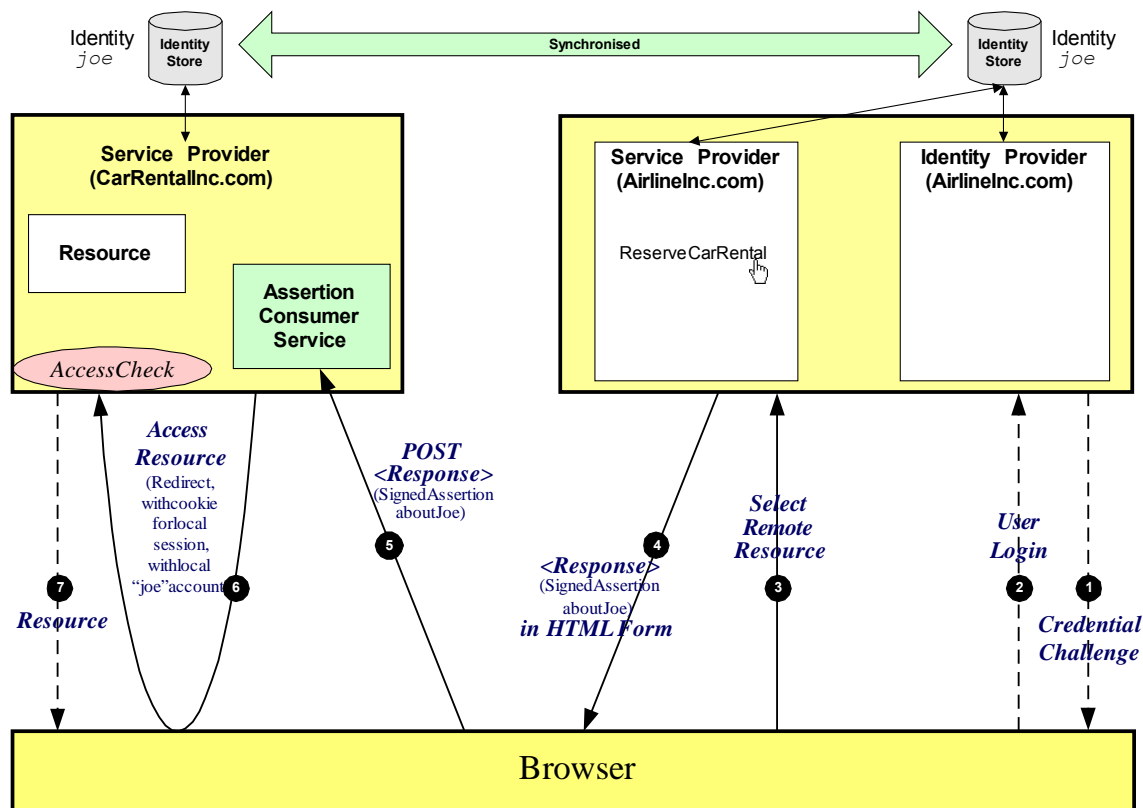 Identity
joe
Identity
Store
Synchronised
Identity
Store
Identity
joe
Service Provider
(CarRentalInc.com)
Resource
Assertion
Consumer
Service
AccessCheck
Service Provider
(AirlineInc.com)
ReserveCarRental
Identity Provider
(AirlineInc.com)
Access
Resource
(Redirect,
withcookie
forlocal
session,
withlocal
“joe”account
POST
<Response>
(SignedAssertion
aboutJoe)
5
4
<Response>
(SignedAssertion
aboutJoe)
in HTML Form
Select
Remote
Resource
3
User
Login
2
1
Credential
Challenge
7
Resource
6
Browser